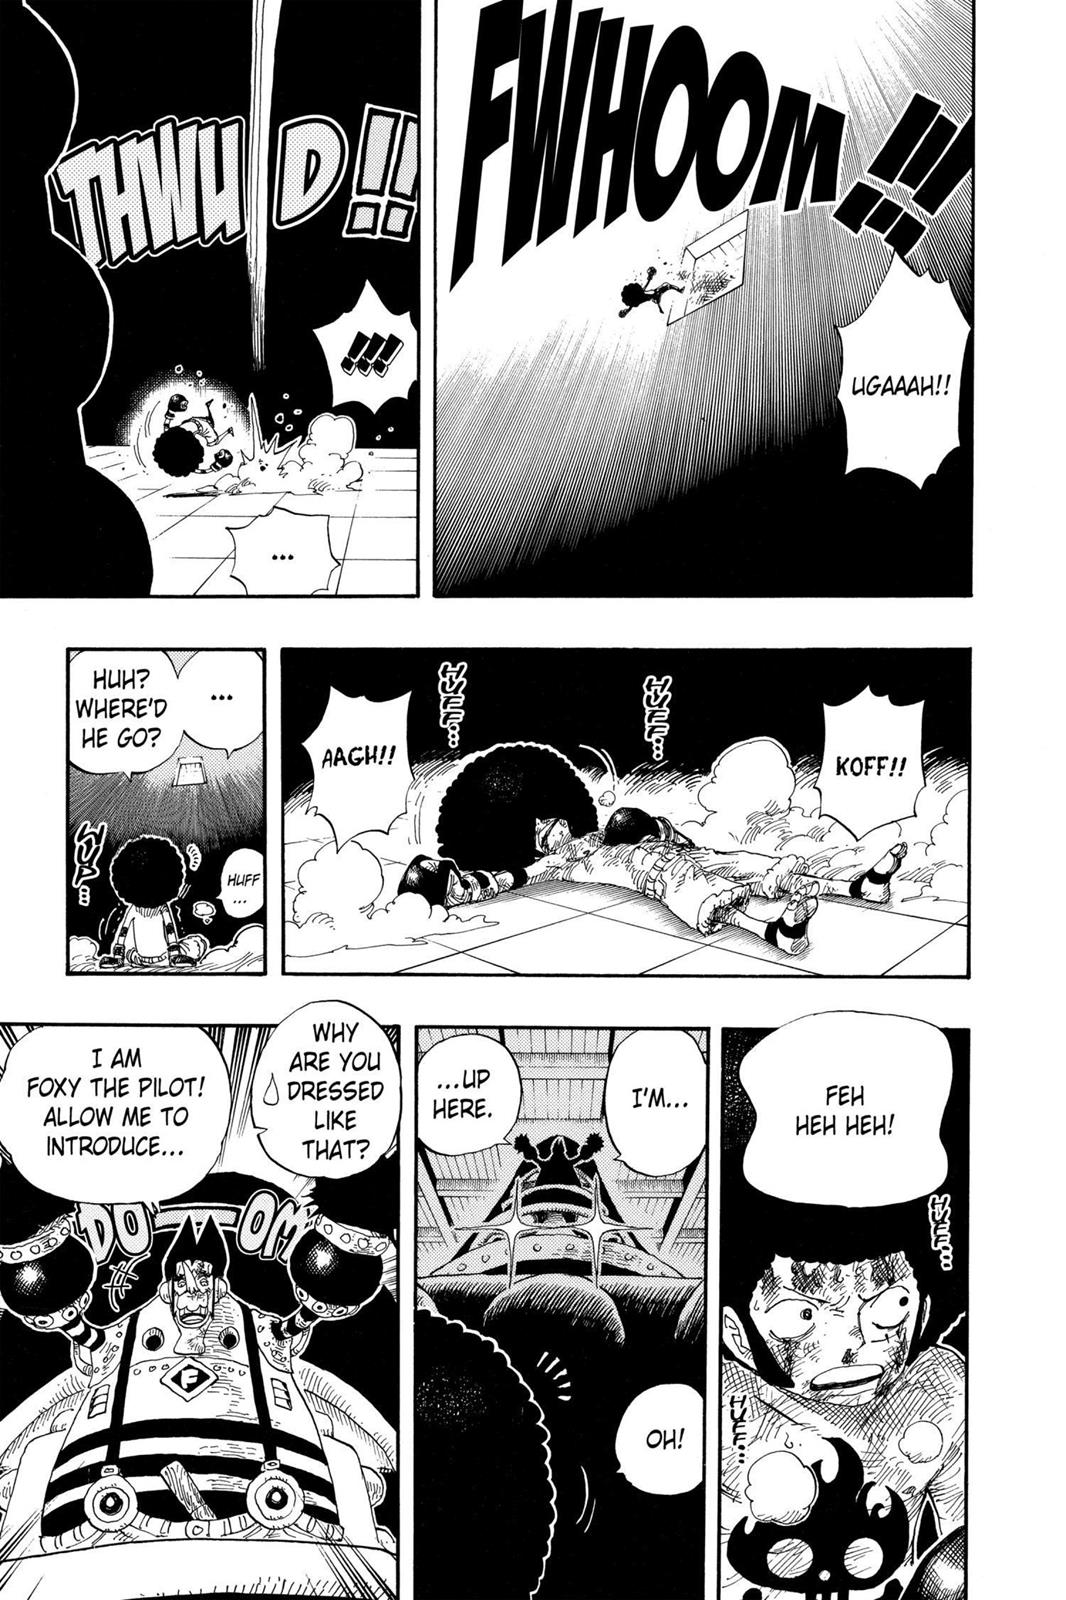 FWHOOM!!!
UGAAAH!!
THWUD!!
!!!
...
KOFF!!
HUFF...
HUFF...
AAGH!!
...
HUH?
WHERE'D
HE GO?
HUFF
...
FEH
HEH HEH!
HUFF...
HUFF...
I'M...
...UP
HERE.
OH!
WHY
ARE YOU
DRESSED
LIKE
THAT?
I AM
FOXY THE PILOT!
ALLOW ME TO
INTRODUCE...
DO-OM
F